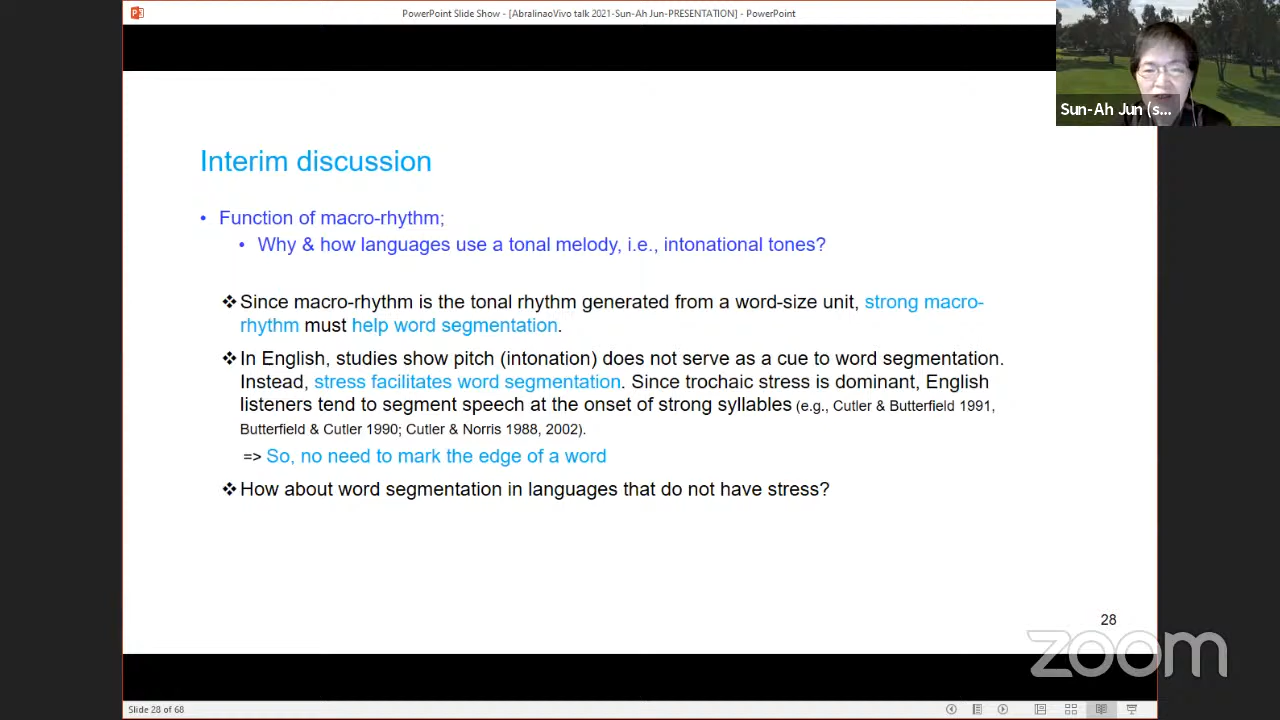 PowerPoint Slide Show - [AbralinaoVivo talk 2021-Sun-Ah Jun-PRESENTATION] - PowerPoint
Sun-Ah Jun (s...
Interim discussion
• Function of macro-rhythm;
• Why & how languages use a tonal melody, i.e., intonational tones?
❖Since macro-rhythm is the tonal rhythm generated from a word-size unit, strong macro-
rhythm must help word segmentation.
❖In English, studies show pitch (intonation) does not serve as a cue to word segmentation.
Instead, stress facilitates word segmentation. Since trochaic stress is dominant, English
listeners tend to segment speech at the onset of strong syllables (e.g., Cutler & Butterfield 1991,
Butterfield & Cutler 1990; Cutler & Norris 1988, 2002).
=> So, no need to mark the edge of a word
❖How about word segmentation in languages that do not have stress?
28
zoom
Slide 28 of 68